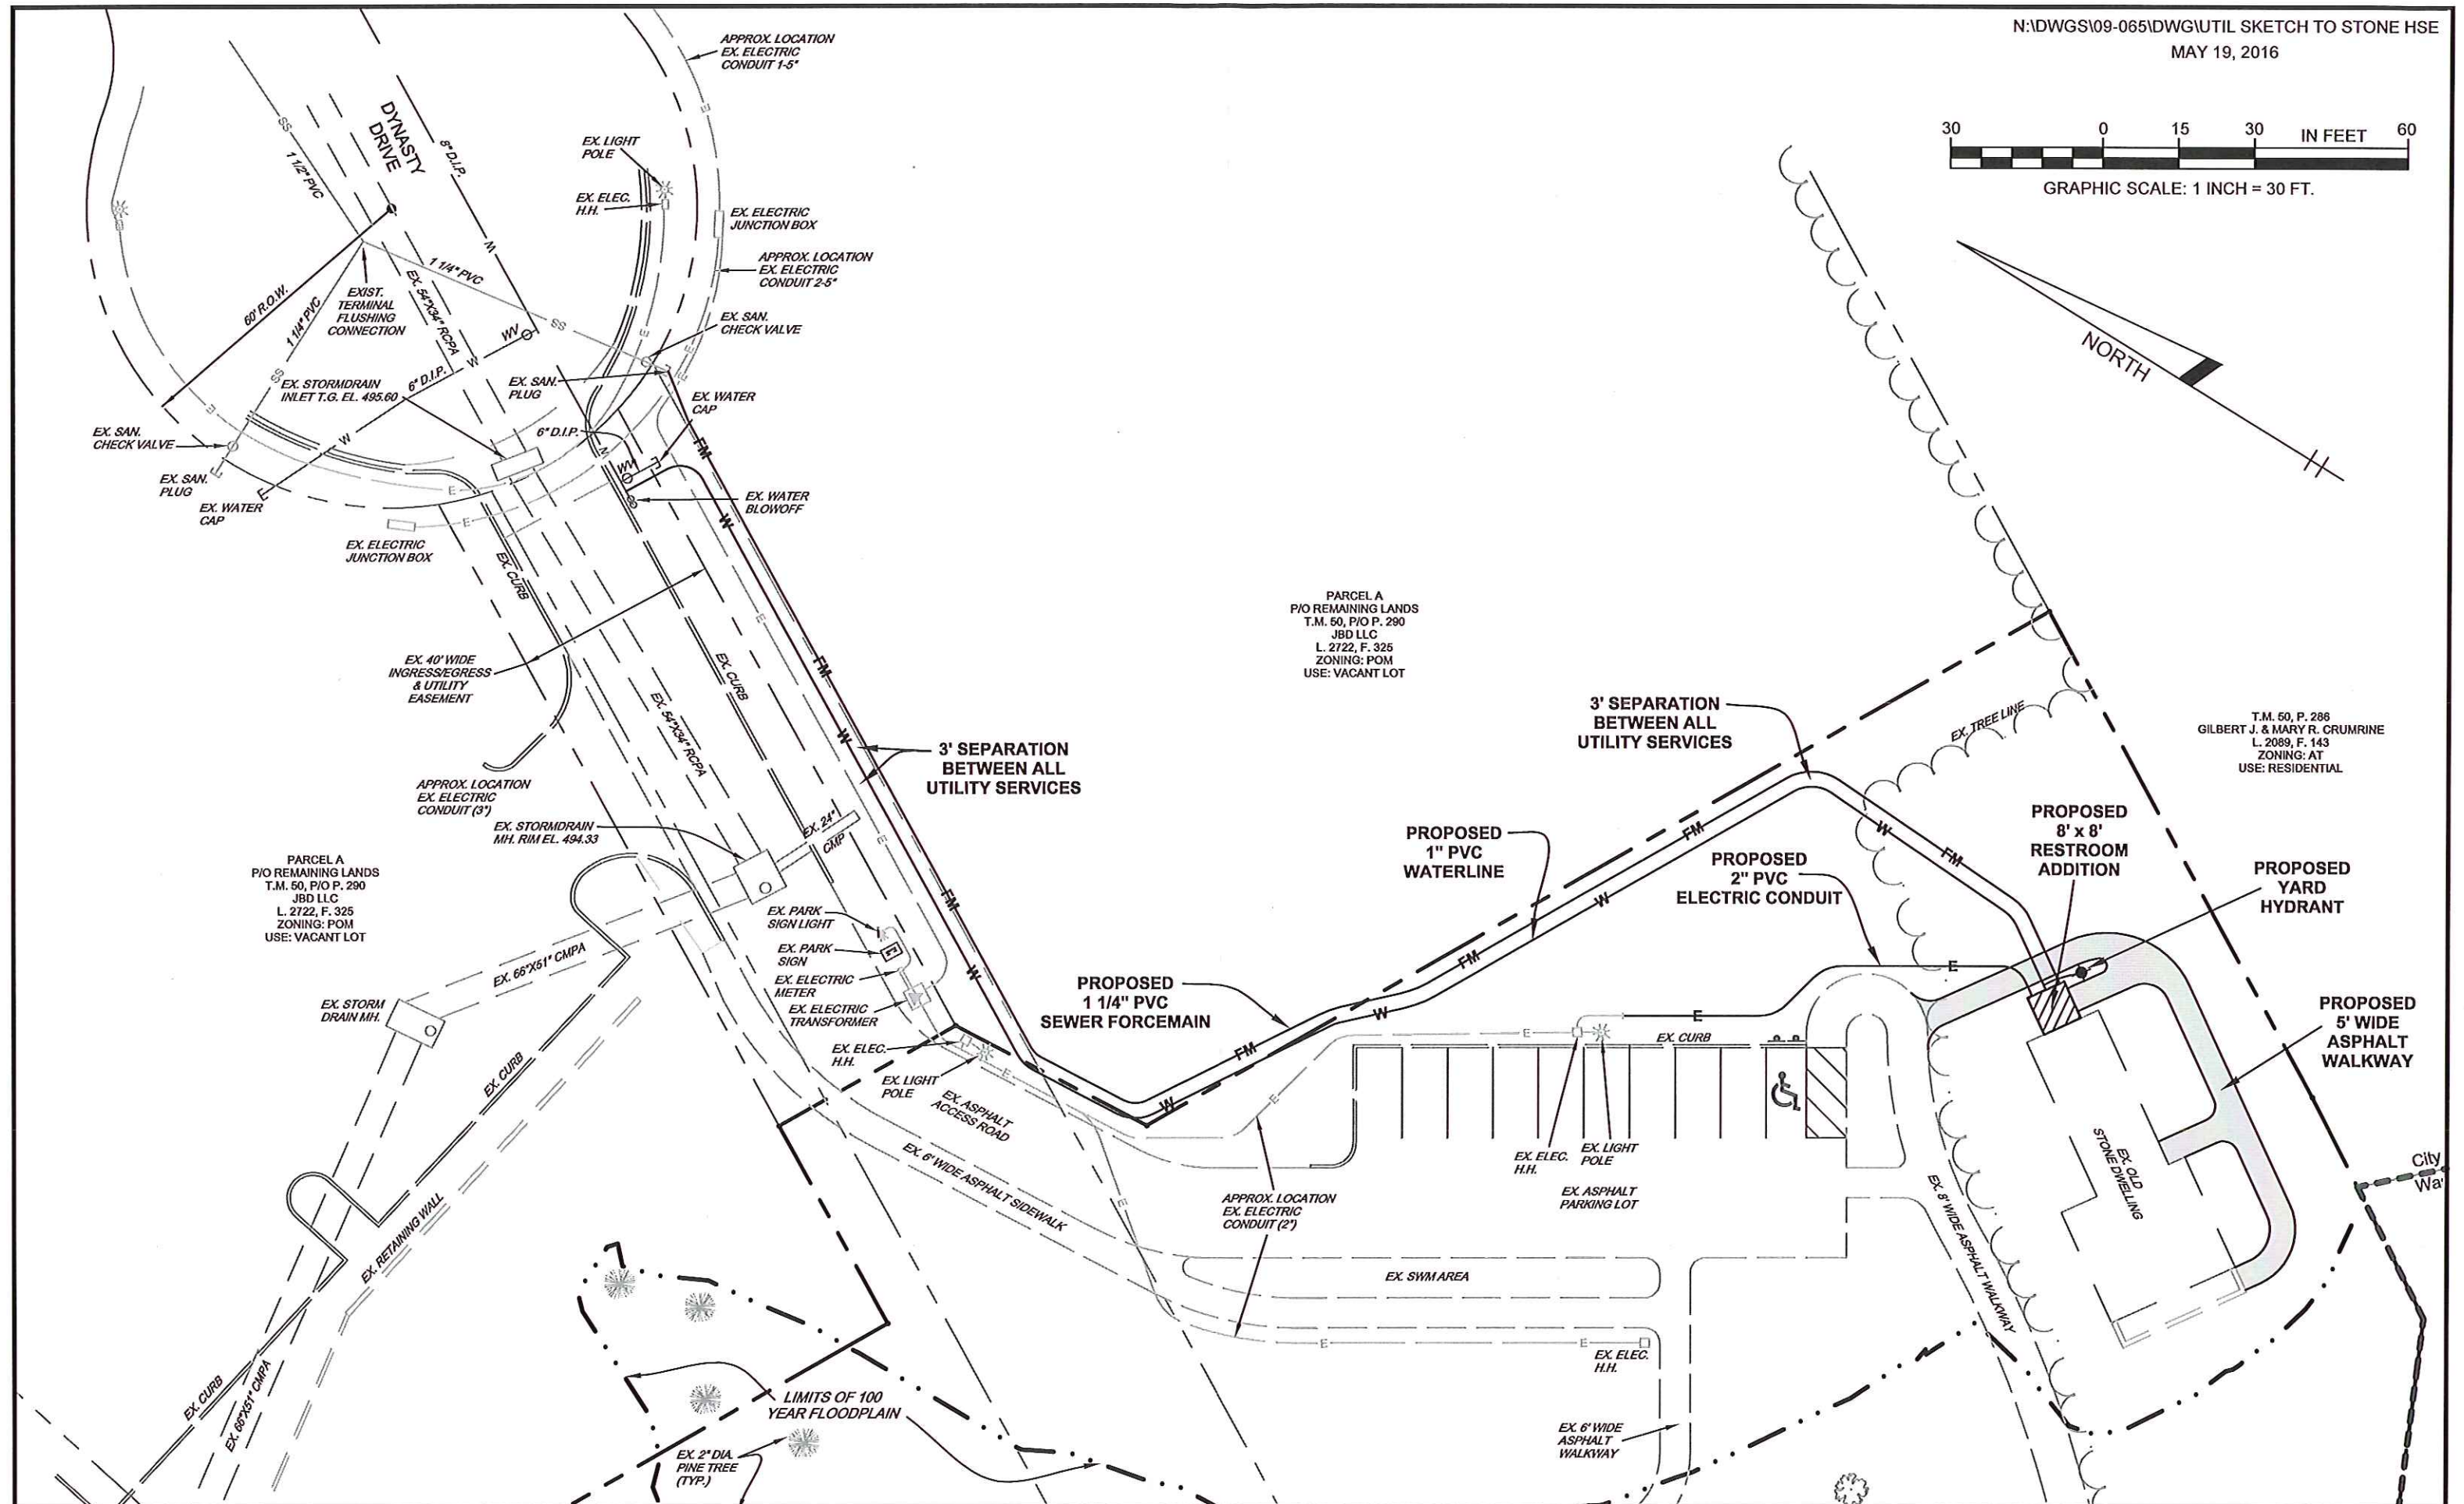 N:\DWGS\09-065\DWG\UTIL SKETCH TO STONE HSE
MAY 19, 2016
30 0 15 30 IN FEET 60
GRAPHIC SCALE: 1 INCH = 30 FT.
NORTH
APPROX. LOCATION
EX. ELECTRIC
CONDUIT 1-5"
DYNASTY
DRIVE
8" D.I.P.
SS
1 1/2" PVC
W
E
EX. LIGHT
POLE
EX. ELEC.
H.H.
EX. ELECTRIC
JUNCTION BOX
APPROX. LOCATION
EX. ELECTRIC
CONDUIT 2-5"
1 1/4" PVC
60' R.O.W.
EXIST.
TERMINAL
FLUSHING
CONNECTION
1 1/4" PVC
EX. 54"X34" RCPA
SS
WV
E
EX. SAN.
CHECK VALVE
E
SS
W
6" D.I.P.
EX. STORMDRAIN
INLET T.G. EL. 495.60
EX. SAN.
PLUG
EX. WATER
CAP
E
EX. SAN.
CHECK VALVE
W
6" D.I.P.
W
WV
FM
EX. SAN.
PLUG
EX. WATER
CAP
E
EX. WATER
BLOWOFF
E
W
EX. ELECTRIC
JUNCTION BOX
EX. CURB
E
EX. 40' WIDE
INGRESS/EGRESS
& UTILITY
EASEMENT
EX. CURB
FM
EX. 54"X34" RCPA
W
3' SEPARATION
BETWEEN ALL
UTILITY SERVICES
PARCEL A
P/O REMAINING LANDS
T.M. 50, P/O P. 290
JBD LLC
L. 2722, F. 325
ZONING: POM
USE: VACANT LOT
3' SEPARATION
BETWEEN ALL
UTILITY SERVICES
EX. TREE LINE
T.M. 50, P. 286
GILBERT J. & MARY R. CRUMRINE
L. 2089, F. 143
ZONING: AT
USE: RESIDENTIAL
APPROX. LOCATION
EX. ELECTRIC
CONDUIT (3")
EX. STORMDRAIN
MH. RIM EL. 494.33
EX. 24"
CMP
E
PARCEL A
P/O REMAINING LANDS
T.M. 50, P/O P. 290
JBD LLC
L. 2722, F. 325
ZONING: POM
USE: VACANT LOT
PROPOSED
1" PVC
WATERLINE
FM
W
PROPOSED
2" PVC
ELECTRIC CONDUIT
W
FM
PROPOSED
8' x 8'
RESTROOM
ADDITION
PROPOSED
YARD
HYDRANT
FM
EX. PARK
SIGN LIGHT
EX. PARK
SIGN
E
EX. ELECTRIC
METER
EX. ELECTRIC
TRANSFORMER
W
EX. 66"X51" CMPA
EX. STORM
DRAIN MH.
PROPOSED
1 1/4" PVC
SEWER FORCEMAIN
FM
W
E
PROPOSED
5' WIDE
ASPHALT
WALKWAY
EX. ELEC.
H.H.
EX. LIGHT
POLE
E
EX. ASPHALT
ACCESS ROAD
FM
W
E
E
E
EX. CURB
EX. CURB
EX. RETAINING WALL
EX. 6' WIDE ASPHALT SIDEWALK
E
APPROX. LOCATION
EX. ELECTRIC
CONDUIT (2")
EX. ELEC.
H.H.
EX. LIGHT
POLE
EX. ASPHALT
PARKING LOT
EX. 8' WIDE ASPHALT WALKWAY
EX. OLD
STONE DWELLING
City
Wa
EX. SWM AREA
E
E
EX. ELEC.
H.H.
EX. CURB
EX. 66"X51" CMPA
LIMITS OF 100
YEAR FLOODPLAIN
EX. 2" DIA.
PINE TREE
(TYP.)
EX. 6' WIDE
ASPHALT
WALKWAY